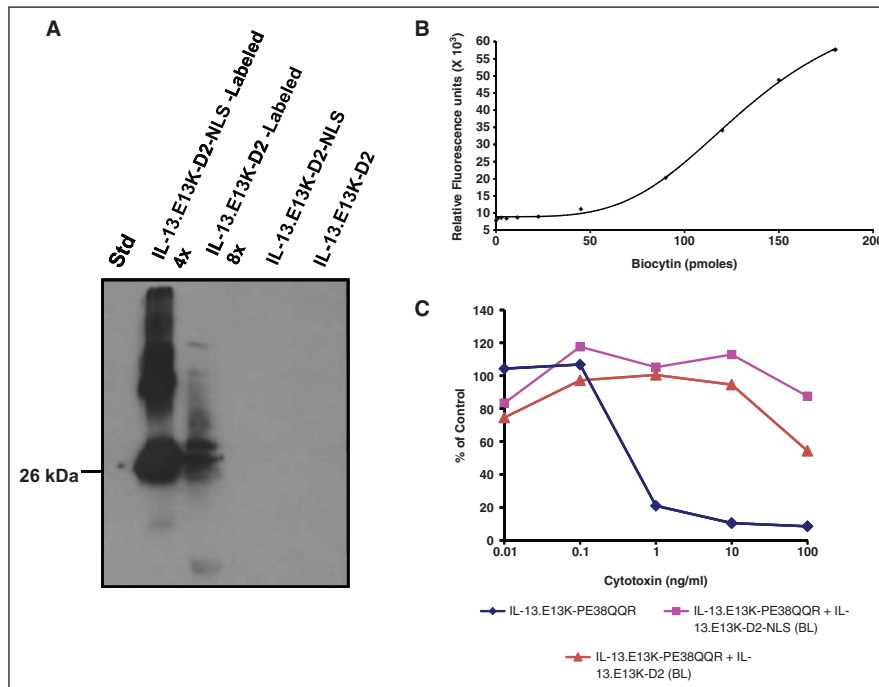 A
Std
IL-13.E13K-D2-NLS -Labeled
4x
IL-13.E13K-D2 -Labeled
8x
IL-13.E13K-D2-NLS
IL-13.E13K-D2
26 kDa
B
Relative Fluorescence units (X 10³)
60
55
50
45
40
35
30
25
20
15
10
5
0
50
100
150
200
Biocytin (pmoles)
C
% of Control
140
120
100
80
60
40
20
0
0.01
0.1
1
10
100
Cytotoxin (ng/ml)
IL-13.E13K-PE38QQR
IL-13.E13K-PE38QQR + IL-
13.E13K-D2-NLS (BL)
IL-13.E13K-PE38QQR + IL-
13.E13K-D2 (BL)